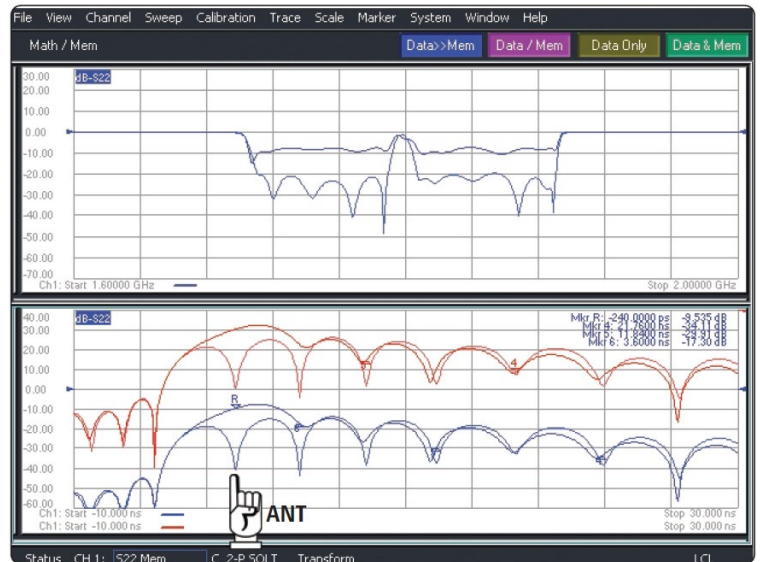 File View Channel Sweep Calibration Trace Scale Marker System Window Help
Math / Mem Data>>Mem Data / Mem Data Only Data & Mem
30.00 dB-S22
20.00
10.00
0.00
-10.00
-20.00
-30.00
-40.00
-50.00
-60.00
-70.00
Ch1: Start 1.60000 GHz Stop 2.00000 GHz
40.00 dB-S22 Mkr R: -240.0000 ps -9.535 dB
30.00 Mkr 4: 21.7600 ns -34.11 dB
Mkr 5: 11.8400 ns -29.91 dB
20.00 Mkr 6: 3.6000 ns -17.30 dB
10.00
0.00
-10.00
R
-20.00
-30.00
-40.00
-50.00
-60.00
4
Ch1: Start -10.000 ns Stop 30.000 ns
Ch1: Start -10.000 ns Stop 30.000 ns
ANT
Status CH 1: S22 Mem C 2-P SOLT Transform LCL